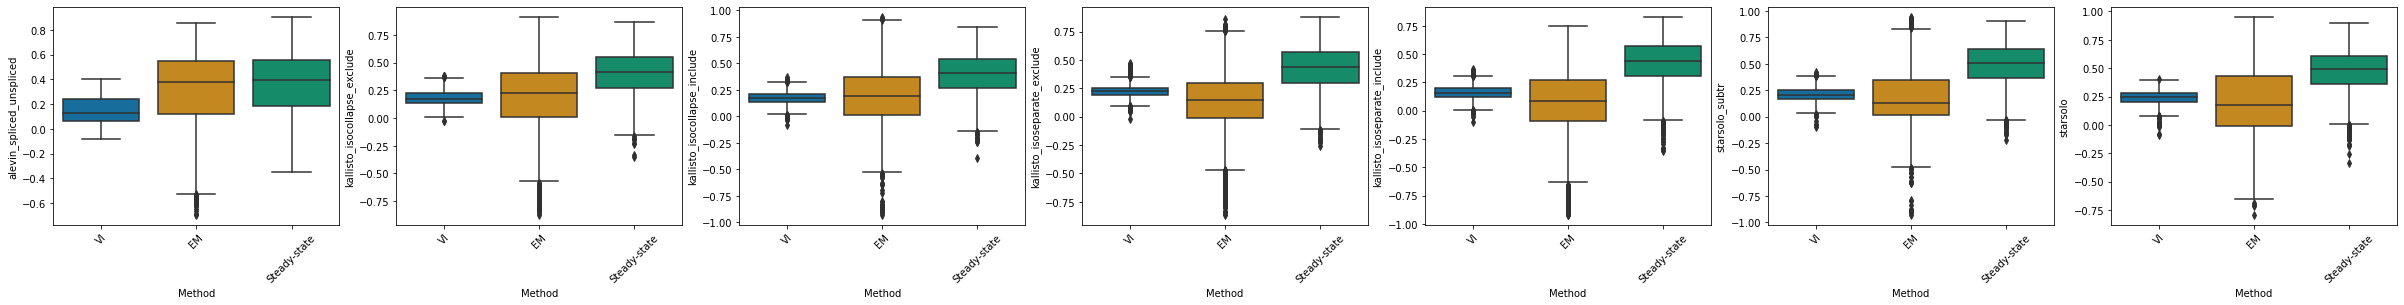 alevin_spliced_unspliced
0.8
0.6
0.4
0.2
0.0
−0.2
−0.4
−0.6
VI
EM
Steady-state
Method
kallisto_isocollapse_exclude
0.75
0.50
0.25
0.00
−0.25
−0.50
−0.75
VI
EM
Steady-state
Method
kallisto_isocollapse_include
1.00
0.75
0.50
0.25
0.00
−0.25
−0.50
−0.75
−1.00
VI
EM
Steady-state
Method
kallisto_isoseparate_exclude
0.75
0.50
0.25
0.00
−0.25
−0.50
−0.75
VI
EM
Steady-state
Method
kallisto_isoseparate_include
0.75
0.50
0.25
0.00
−0.25
−0.50
−0.75
−1.00
VI
EM
Steady-state
Method
starsolo_subtr
1.00
0.75
0.50
0.25
0.00
−0.25
−0.50
−0.75
−1.00
VI
EM
Steady-state
Method
starsolo
1.00
0.75
0.50
0.25
0.00
−0.25
−0.50
−0.75
VI
EM
Steady-state
Method